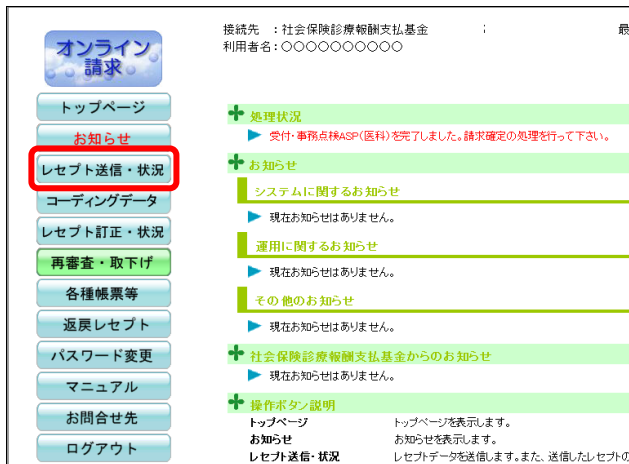 接続先 ：社会保険診療報酬支払基金
最
利用者名：○○○○○○○○○○
オンライン
請求
トップページ
お知らせ
レセプト送信・状況
コーディングデータ
レセプト訂正・状況
再審査・取下げ
各種帳票等
返戻レセプト
パスワード変更
マニュアル
お問合せ先
ログアウト
処理状況
受付・事務点検ASP(医科)を完了しました。請求確定の処理を行って下さい。
お知らせ
システムに関するお知らせ
現在お知らせはありません。
運用に関するお知らせ
現在お知らせはありません。
その他のお知らせ
現在お知らせはありません。
社会保険診療報酬支払基金からのお知らせ
現在お知らせはありません。
操作ボタン説明
トップページ トップページを表示します。
お知らせ お知らせを表示します。
レセプト送信・状況 レセプトデータを送信します。また、送信したレセプトの